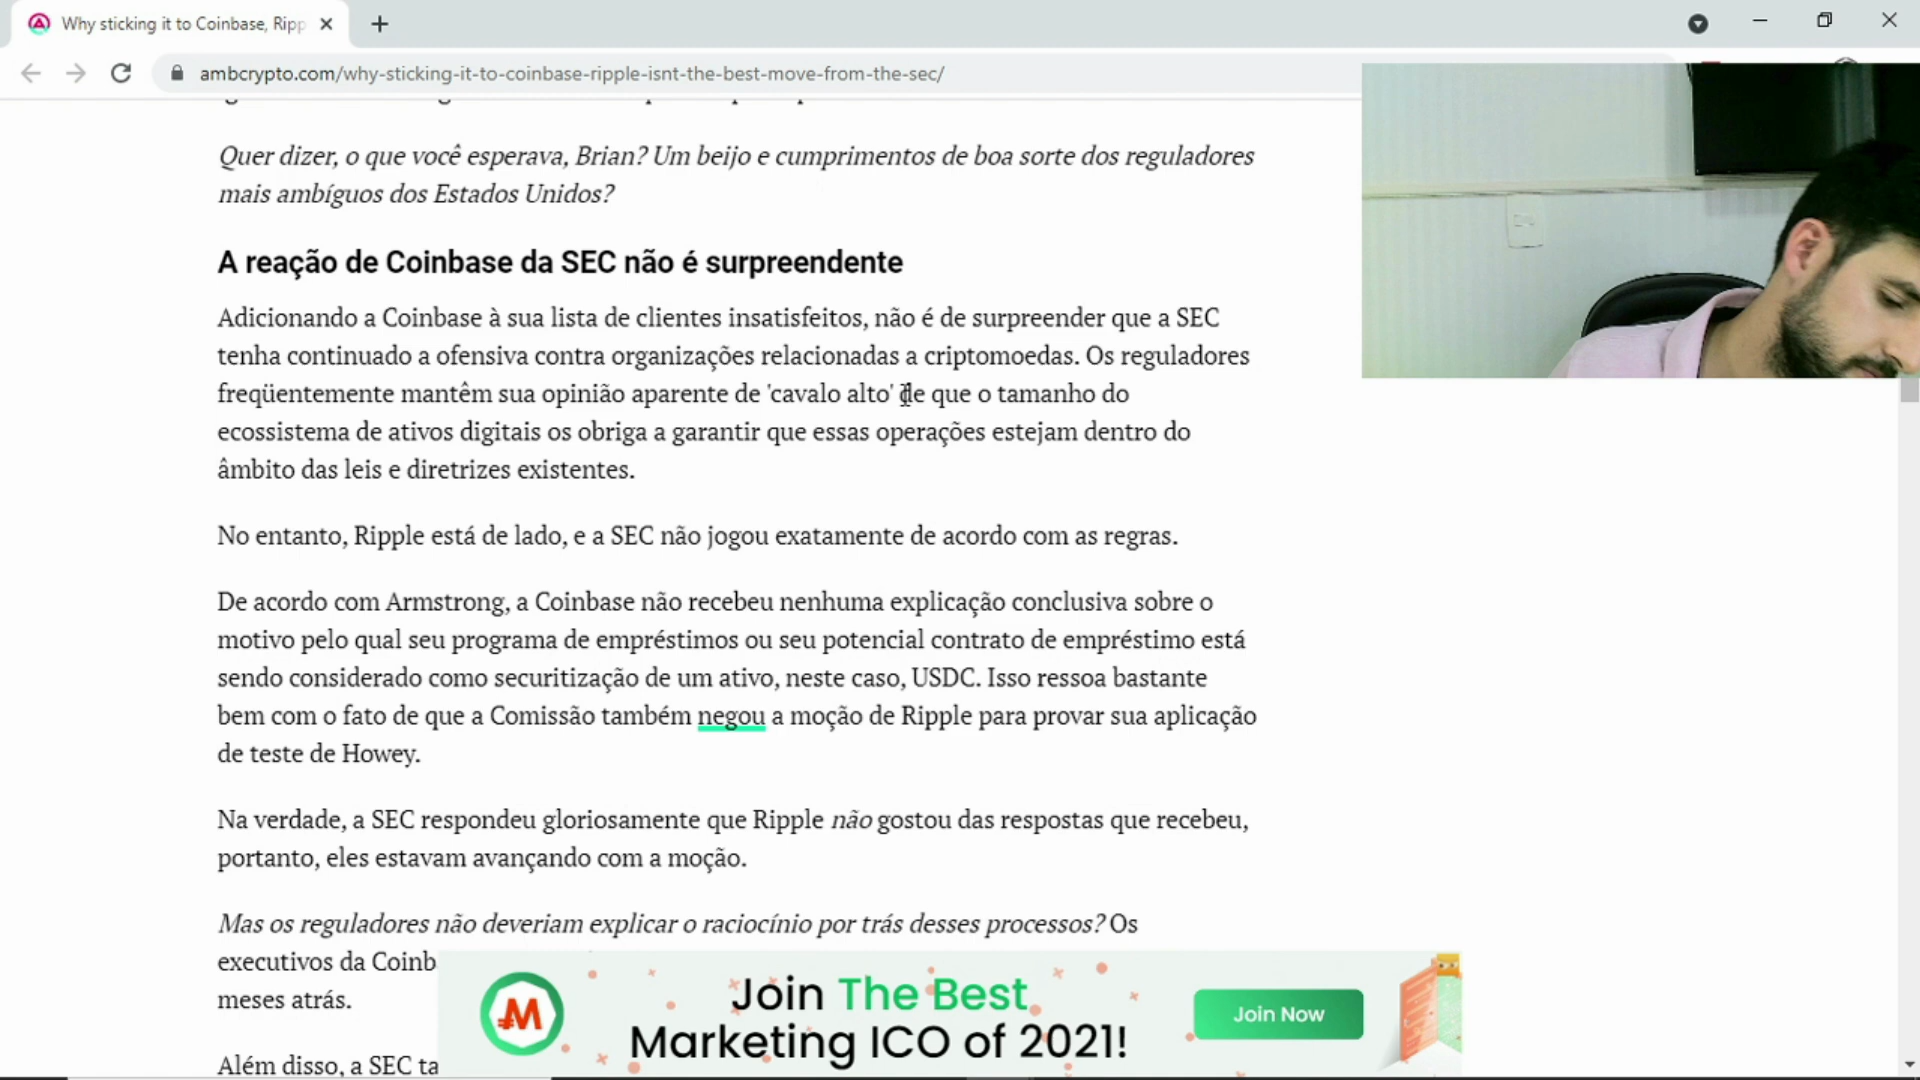 Why sticking it to Coinbase, Ripp
ambcrypto.com/why-sticking-it-to-coinbase-ripple-isnt-the-best-move-from-the-sec/
Quer dizer, o que você esperava, Brian? Um beijo e cumprimentos de boa sorte dos reguladores
mais ambíguos dos Estados Unidos?
A reação de Coinbase da SEC não é surpreendente
Adicionando a Coinbase à sua lista de clientes insatisfeitos, não é de surpreender que a SEC
tenha continuado a ofensiva contra organizações relacionadas a criptomoedas. Os reguladores
freqüentemente mantêm sua opinião aparente de 'cavalo alto' de que o tamanho do
ecossistema de ativos digitais os obriga a garantir que essas operações estejam dentro do
âmbito das leis e diretrizes existentes.
No entanto, Ripple está de lado, e a SEC não jogou exatamente de acordo com as regras.
De acordo com Armstrong, a Coinbase não recebeu nenhuma explicação conclusiva sobre o
motivo pelo qual seu programa de empréstimos ou seu potencial contrato de empréstimo está
sendo considerado como securitização de um ativo, neste caso, USDC. Isso ressoa bastante
bem com o fato de que a Comissão também negou a moção de Ripple para provar sua aplicação
de teste de Howey.
Na verdade, a SEC respondeu gloriosamente que Ripple não gostou das respostas que recebeu,
portanto, eles estavam avançando com a moção.
Mas os reguladores não deveriam explicar o raciocínio por trás desses processos? Os
executivos da Coinb
meses atrás.
Além disso, a SEC ta
Join The Best
Marketing ICO of 2021!
Join Now